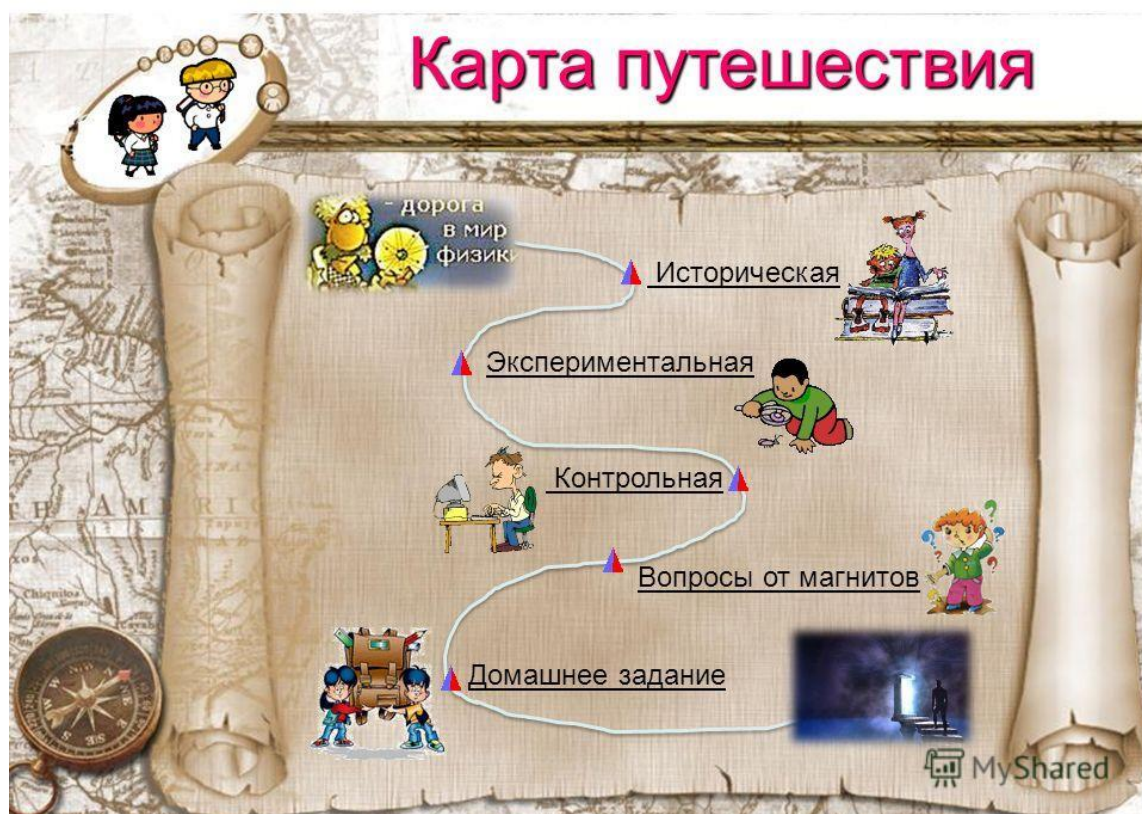 Карта путешествия
- дорога
в мир
физики
Историческая
Экспериментальная
Контрольная
Вопросы от магнитов
Домашнее задание
MyShared